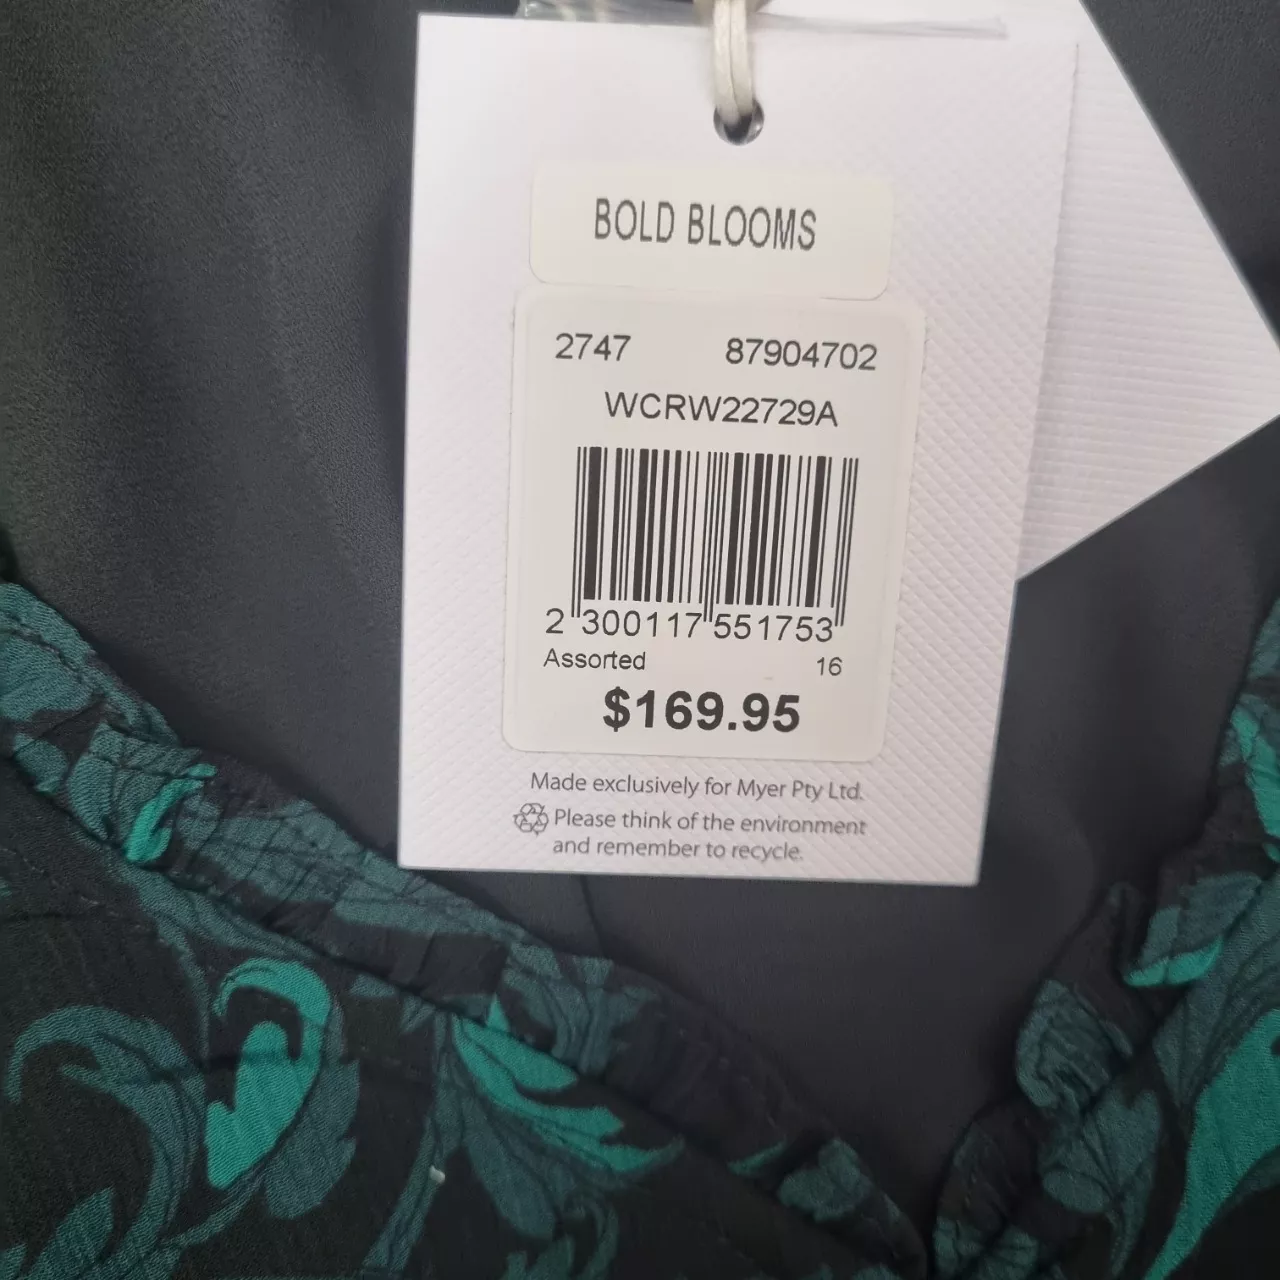 BOLD BLOOMS
2747 87904702
WCRW22729A
2 300117 551753
Assorted 16
$169.95
Made exclusively for Myer Pty Ltd.
Please think of the environment
and remember to recycle.